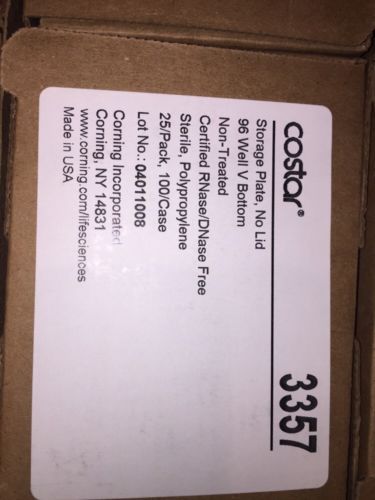 costar® 3357
Storage Plate, No Lid
96 Well V Bottom
Non-Treated
Certified RNase/DNase Free
Sterile, Polypropylene
25/Pack, 100/Case
Lot No.: 04011008
Corning Incorporated
Corning, NY 14831
www.corning.com/lifesciences
Made in USA